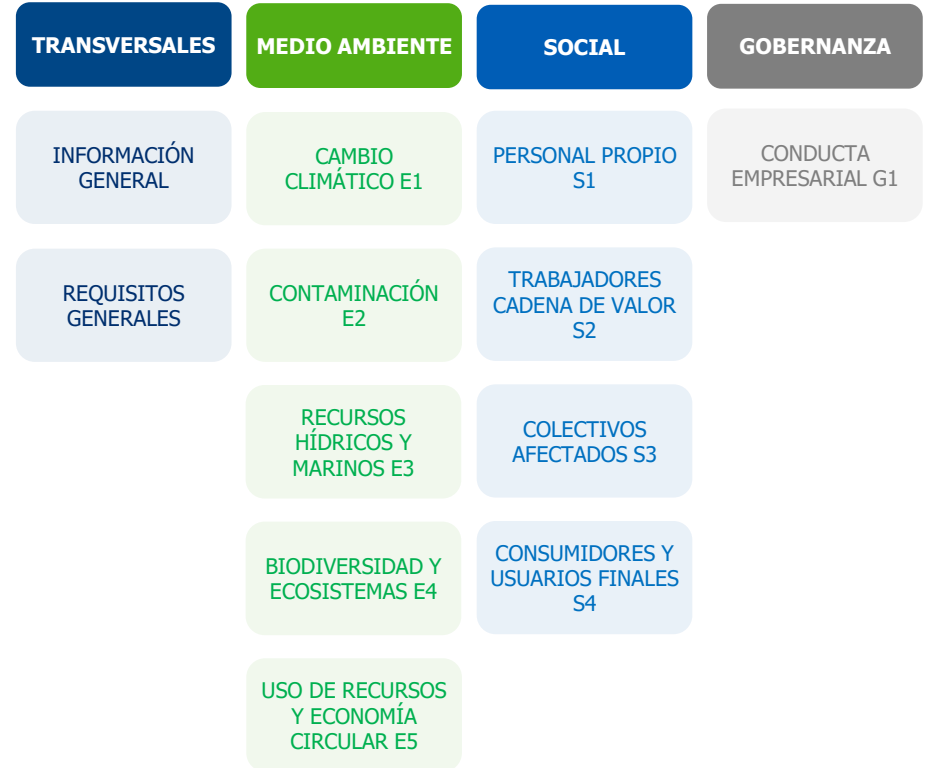 TRANSVERSALES
MEDIO AMBIENTE
SOCIAL
GOBERNANZA
INFORMACIÓN
GENERAL
CAMBIO
CLIMÁTICO E1
PERSONAL PROPIO
S1
CONDUCTA
EMPRESARIAL G1
REQUISITOS
GENERALES
CONTAMINACIÓN
E2
TRABAJADORES
CADENA DE VALOR
S2
RECURSOS
HÍDRICOS Y
MARINOS E3
COLECTIVOS
AFECTADOS S3
BIODIVERSIDAD Y
ECOSISTEMAS E4
CONSUMIDORES Y
USUARIOS FINALES
S4
USO DE RECURSOS
Y ECONOMÍA
CIRCULAR E5